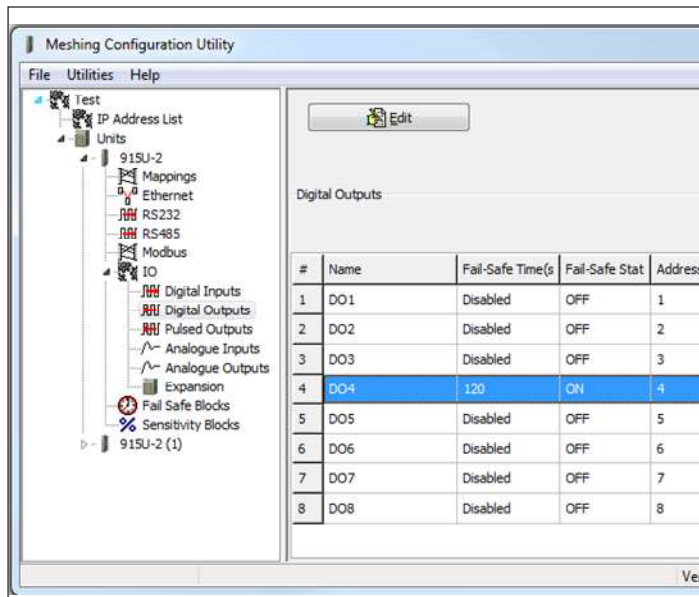 Meshing Configuration Utility
File Utilities Help
Test
IP Address List
Units
915U-2
Mappings
Ethernet
RS232
RS485
Modbus
IO
Digital Inputs
Digital Outputs
Pulsed Outputs
Analogue Inputs
Analogue Outputs
Expansion
Fail Safe Blocks
Sensitivity Blocks
915U-2 (1)
Edit
Digital Outputs
# Name Fail-Safe Time(s Fail-Safe Stat Address
1 DO1 Disabled OFF 1
2 DO2 Disabled OFF 2
3 DO3 Disabled OFF 3
4 DO4 120 ON 4
5 DO5 Disabled OFF 5
6 DO6 Disabled OFF 6
7 DO7 Disabled OFF 7
8 DO8 Disabled OFF 8
Ve